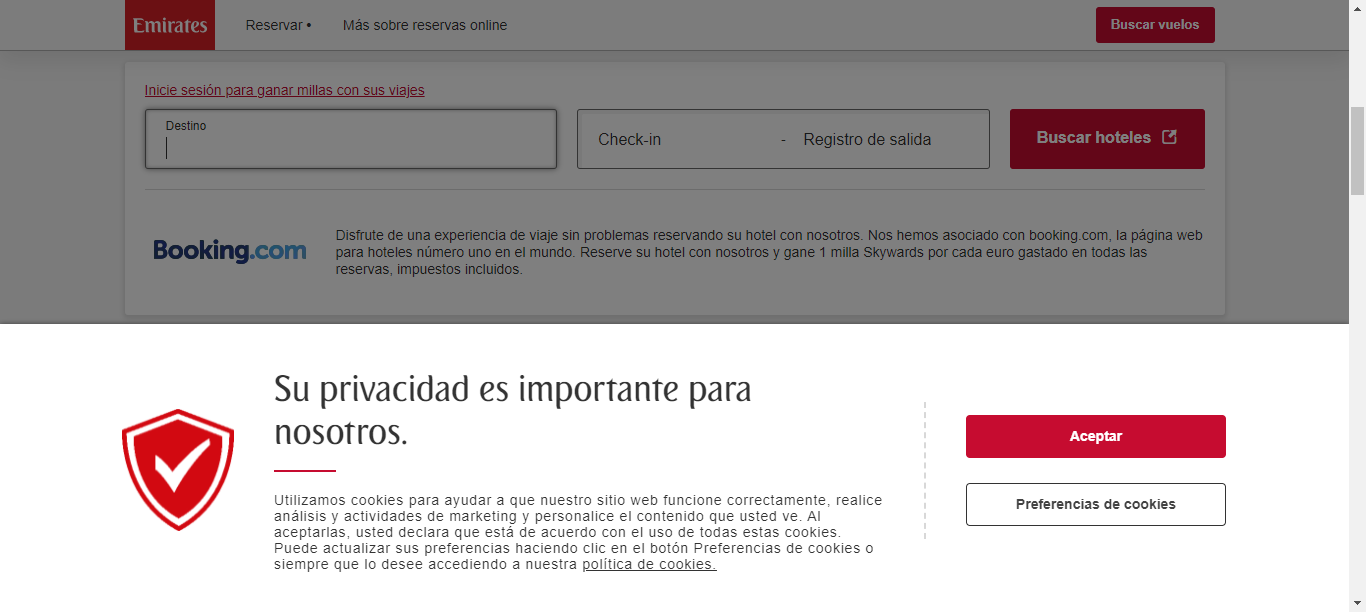 Emirates
Reservar •
Más sobre reservas online
Buscar vuelos
Inicie sesión para ganar millas con sus viajes
Destino
Check-in
-
Registro de salida
Buscar hoteles
Booking.com
Disfrute de una experiencia de viaje sin problemas reservando su hotel con nosotros. Nos hemos asociado con booking.com, la página web
para hoteles número uno en el mundo. Reserve su hotel con nosotros y gane 1 milla Skywards por cada euro gastado en todas las
reservas, impuestos incluidos.
Su privacidad es importante para
nosotros.
Utilizamos cookies para ayudar a que nuestro sitio web funcione correctamente, realice
análisis y actividades de marketing y personalice el contenido que usted ve. Al
aceptarlas, usted declara que está de acuerdo con el uso de todas estas cookies.
Puede actualizar sus preferencias haciendo clic en el botón Preferencias de cookies o
siempre que lo desee accediendo a nuestra política de cookies.
Aceptar
Preferencias de cookies